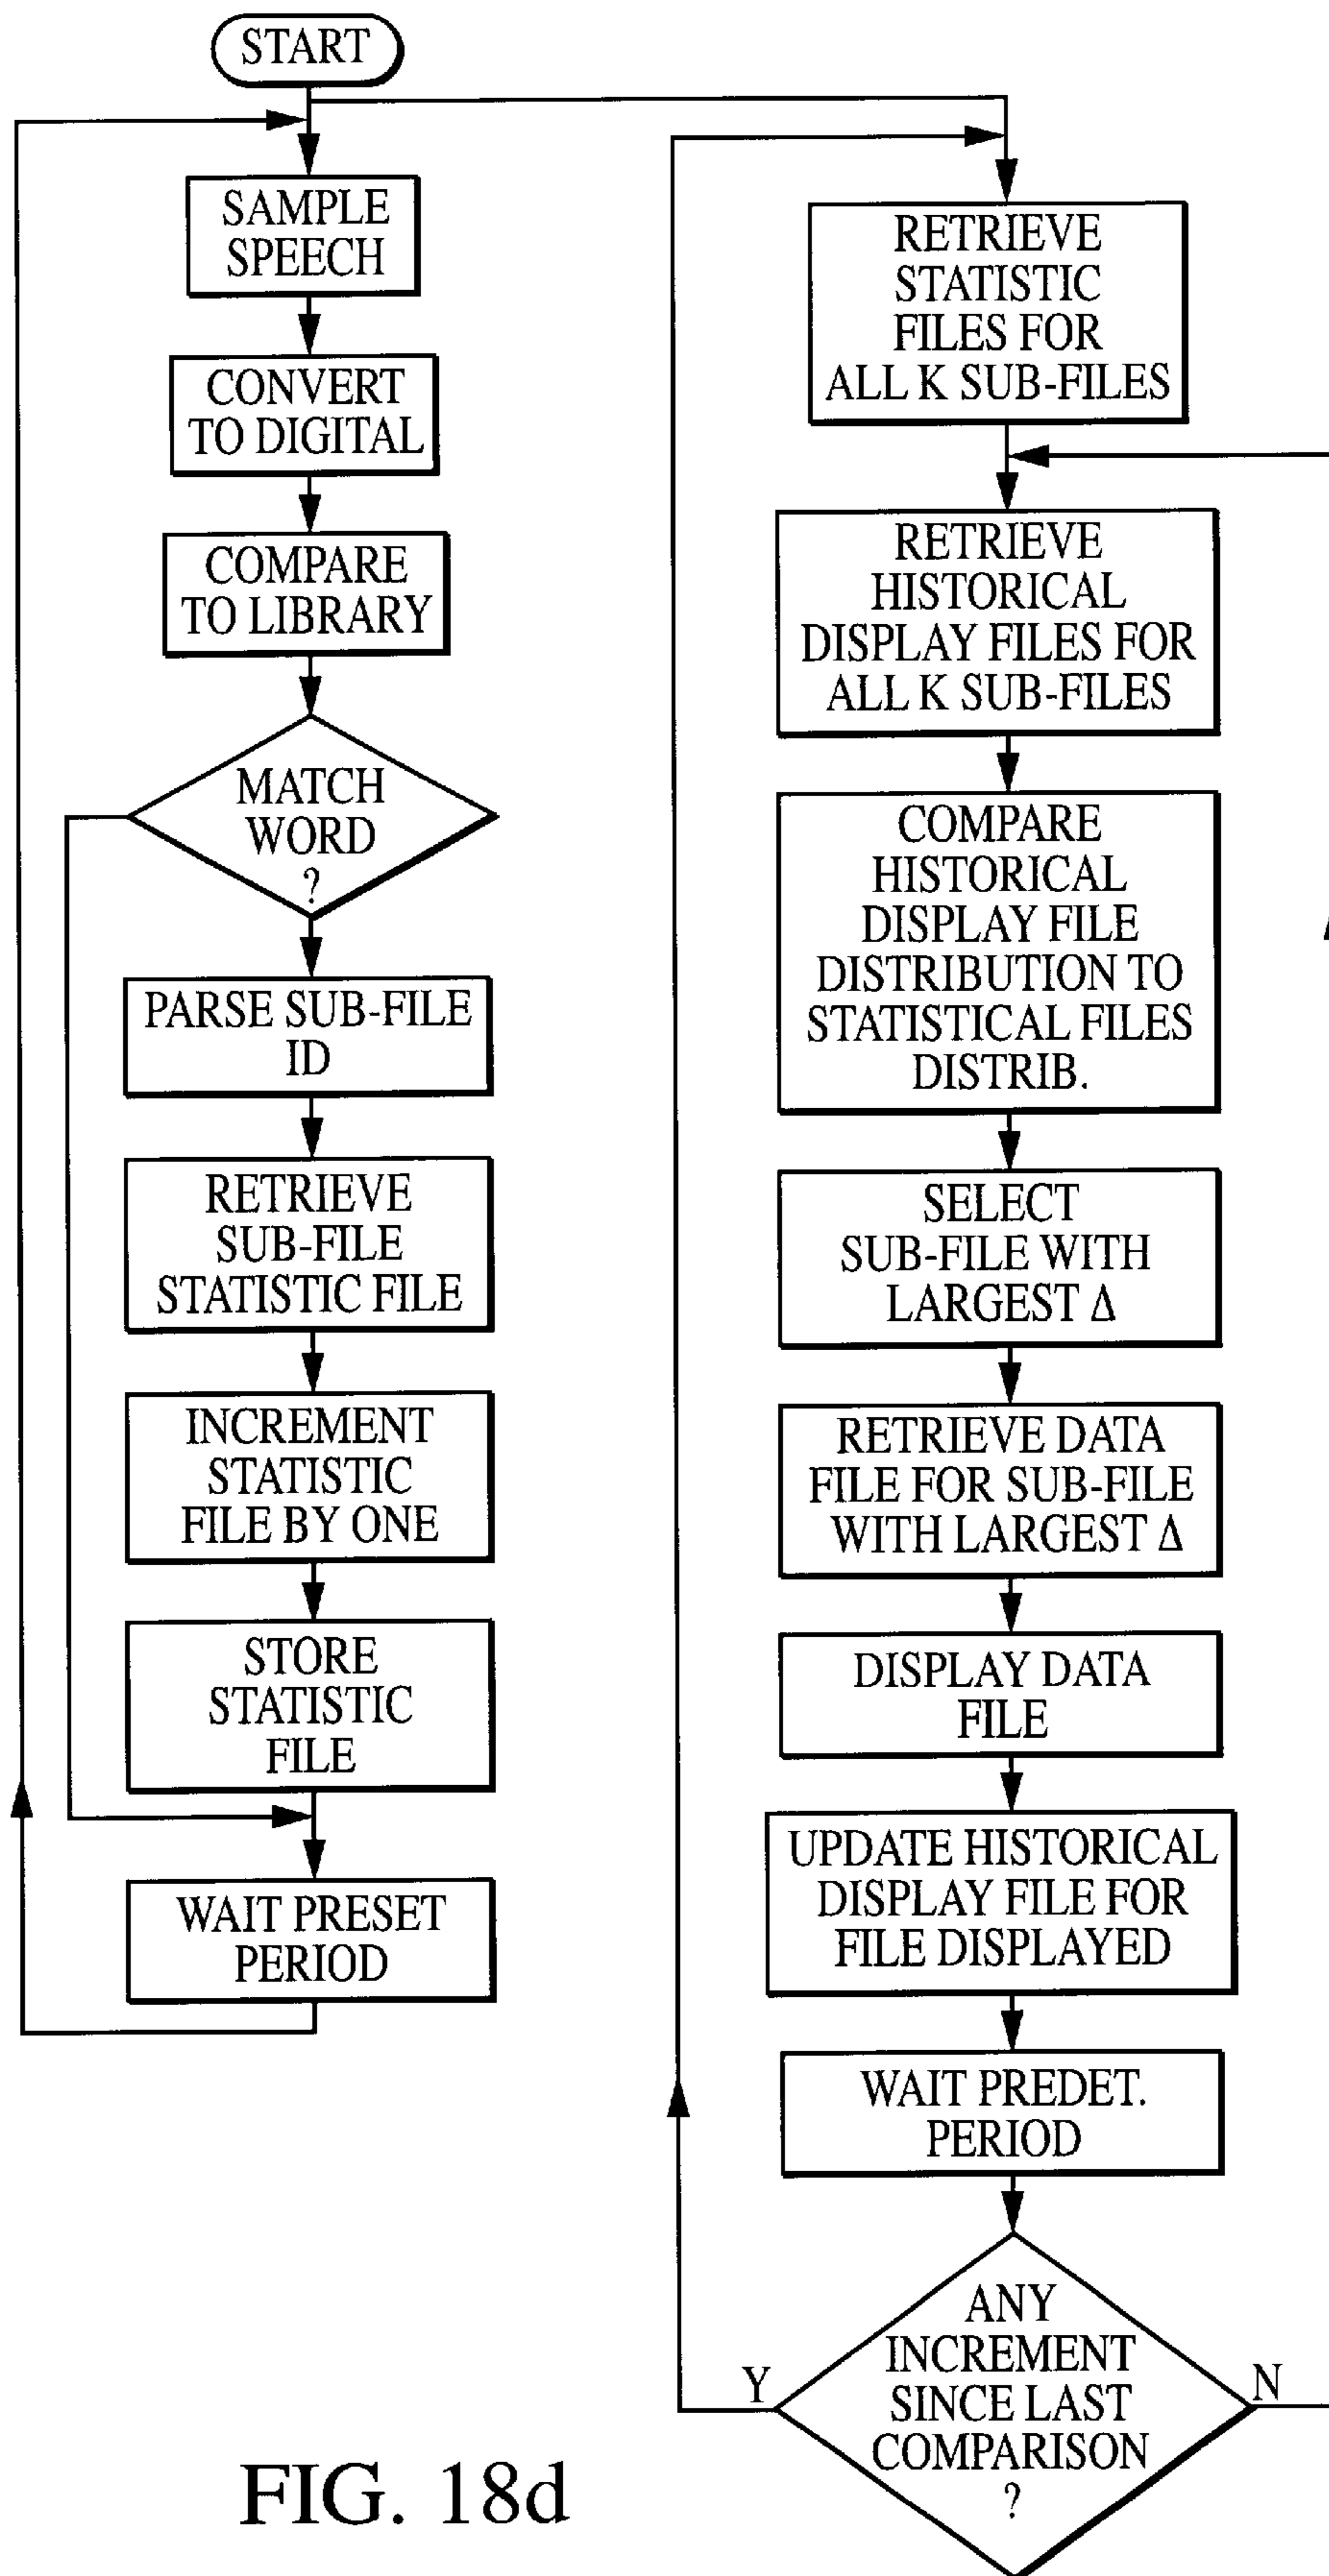 START
SAMPLE
SPEECH
CONVERT
TO DIGITAL
COMPARE
TO LIBRARY
MATCH
WORD
?
PARSE SUB-FILE
ID
RETRIEVE
SUB-FILE
STATISTIC FILE
INCREMENT
STATISTIC
FILE BY ONE
STORE
STATISTIC
FILE
WAIT PRESET
PERIOD
RETRIEVE
STATISTIC
FILES FOR
ALL K SUB-FILES
RETRIEVE
HISTORICAL
DISPLAY FILES FOR
ALL K SUB-FILES
COMPARE
HISTORICAL
DISPLAY FILE
DISTRIBUTION TO
STATISTICAL FILES
DISTRIB.
SELECT
SUB-FILE WITH
LARGEST Δ
RETRIEVE DATA
FILE FOR SUB-FILE
WITH LARGEST Δ
DISPLAY DATA
FILE
UPDATE HISTORICAL
DISPLAY FILE FOR
FILE DISPLAYED
WAIT PREDET.
PERIOD
ANY
INCREMENT
SINCE LAST
COMPARISON
?
Y
N
FIG. 18d